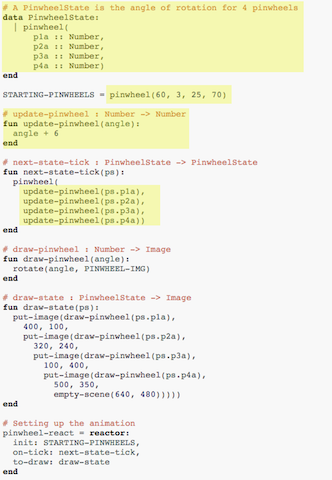 # A PinwheelState is the angle of rotation for 4 pinwheels
data PinwheelState:
  | pinwheel(
      p1a :: Number,
      p2a :: Number,
      p3a :: Number,
      p4a :: Number)
end
STARTING-PINWHEELS = pinwheel(60, 3, 25, 70)
# update-pinwheel : Number -> Number
fun update-pinwheel(angle):
  angle + 6
end
# next-state-tick : PinwheelState -> PinwheelState
fun next-state-tick(ps):
  pinwheel(
    update-pinwheel(ps.p1a),
    update-pinwheel(ps.p2a),
    update-pinwheel(ps.p3a),
    update-pinwheel(ps.p4a))
end
# draw-pinwheel : Number -> Image
fun draw-pinwheel(angle):
  rotate(angle, PINWHEEL-IMG)
end
# draw-state : PinwheelState -> Image
fun draw-state(ps):
  put-image(draw-pinwheel(ps.p1a),
    400, 100,
    put-image(draw-pinwheel(ps.p2a),
      320, 240,
      put-image(draw-pinwheel(ps.p3a),
        100, 400,
        put-image(draw-pinwheel(ps.p4a),
          500, 350,
          empty-scene(640, 480)))))
end
# Setting up the animation
pinwheel-react = reactor:
  init: STARTING-PINWHEELS,
  on-tick: next-state-tick,
  to-draw: draw-state
end